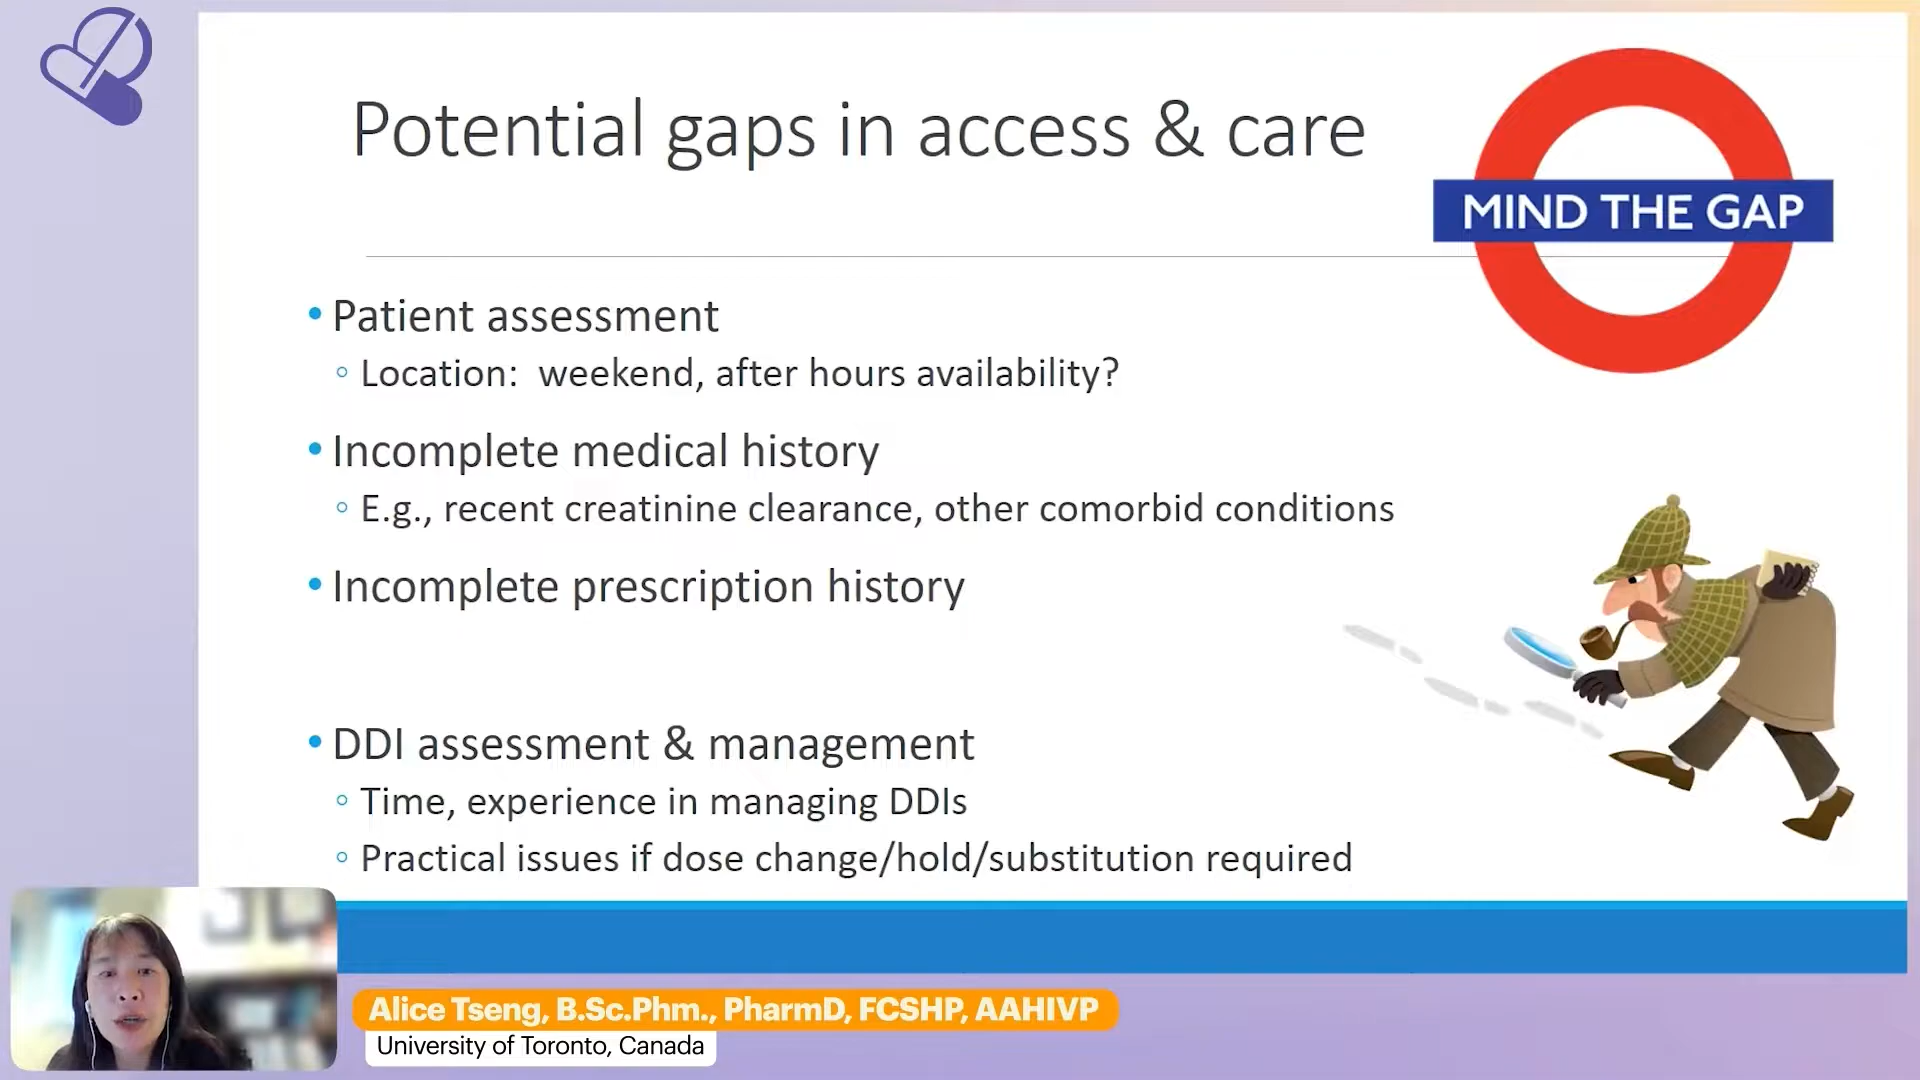 Potential gaps in access & care
MIND THE GAP
• Patient assessment
◦ Location: weekend, after hours availability?
• Incomplete medical history
◦ E.g., recent creatinine clearance, other comorbid conditions
• Incomplete prescription history
• DDI assessment & management
◦ Time, experience in managing DDIs
◦ Practical issues if dose change/hold/substitution required
Alice Tseng, B.Sc.Phm., PharmD, FCSHP, AAHIVP
University of Toronto, Canada